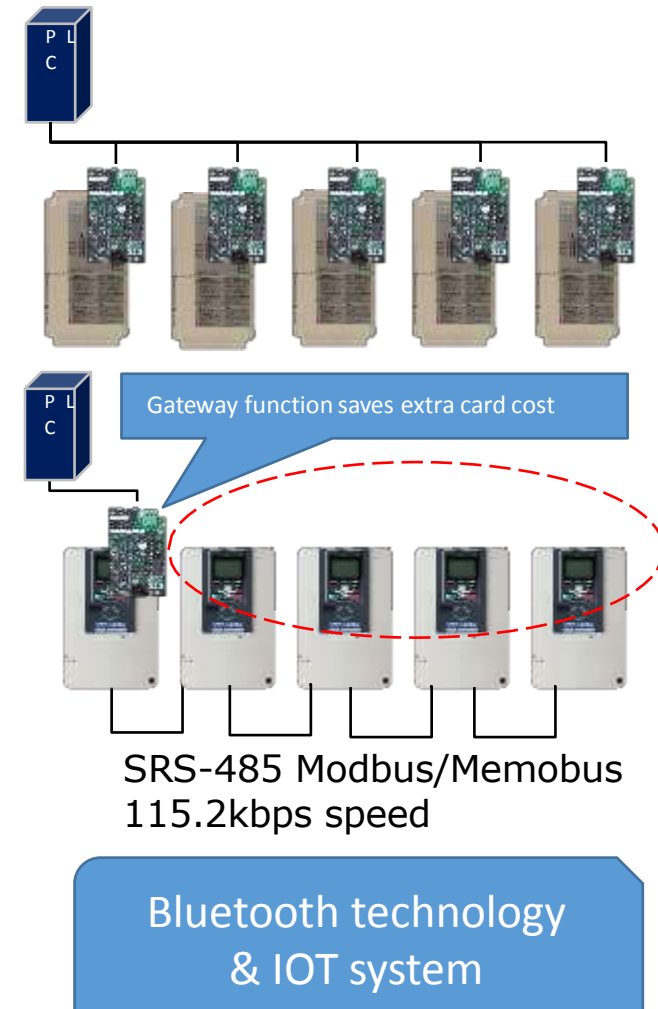 P L
C
P L
C
Gateway function saves extra card cost
SRS-485 Modbus/Memobus
115.2kbps speed
Bluetooth technology
& IOT system